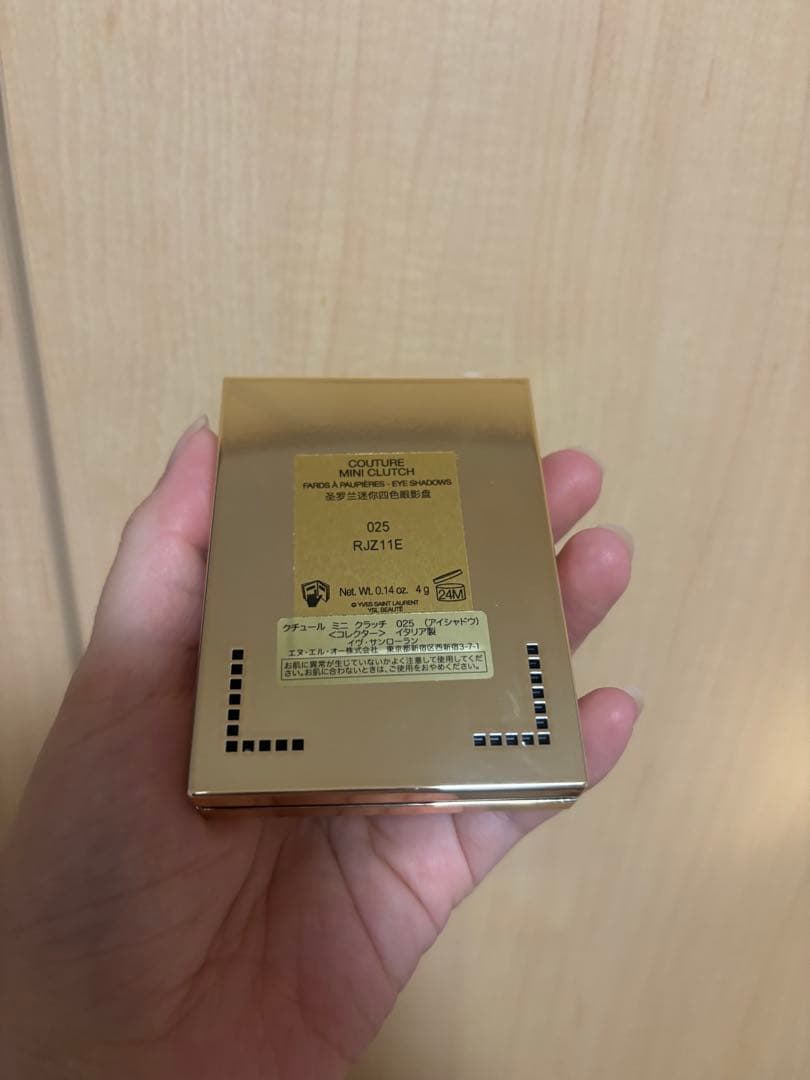 COUTURE
MINI CLUTCH
FARDS À PAUPIÈRES - EYE SHADOWS
圣罗兰迷你四色眼影盘
025
RJZ11E
Net. Wt. 0.14 oz. 4 g
24M
© YVES SAINT LAURENT
YSL BEAUTÉ
クチュール ミニ クラッチ 025 （アイシャドウ）
＜コレクター＞ イタリア製
イヴ・サンローラン
エヌ・エル・オー株式会社 東京都新宿区西新宿3-7-1
お肌に異常が生じていないかよく注意して使用してくだ
さい。お肌に合わないときは、ご使用をおやめください。